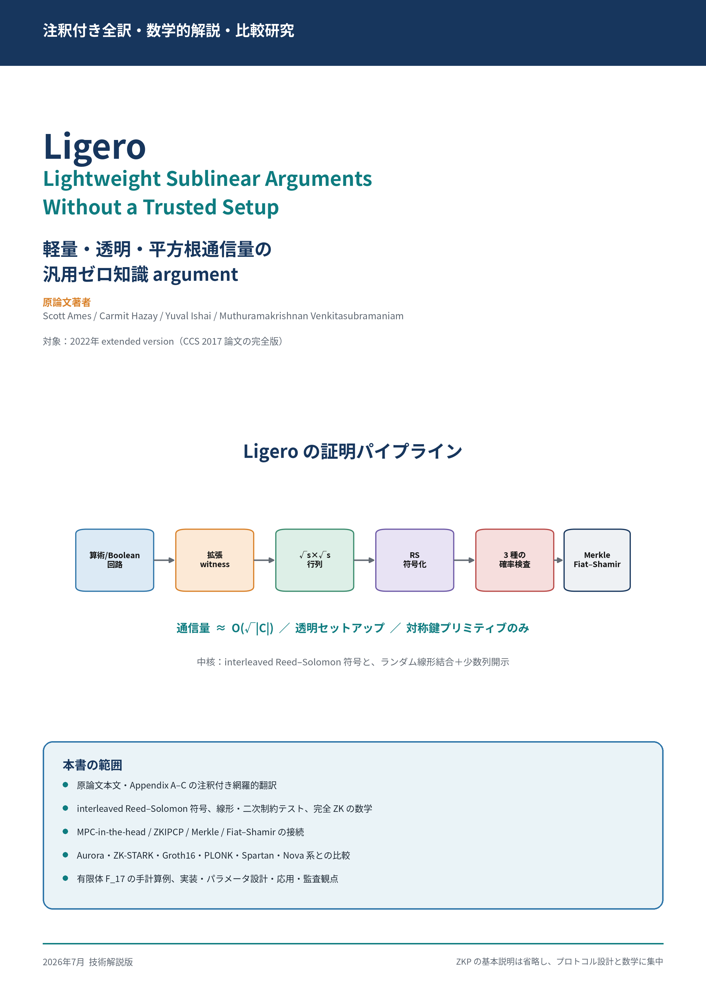 注釈付き全訳・数学的解説・比較研究
Ligero
Lightweight Sublinear Arguments
Without a Trusted Setup
軽量・透明・平方根通信量の
汎用ゼロ知識 argument
原論文著者
Scott Ames / Carmit Hazay / Yuval Ishai / Muthuramakrishnan Venkitasubramaniam
対象：2022年 extended version（CCS 2017 論文の完全版）
Ligero の証明パイプライン
算術/Boolean
回路
拡張
witness
√s×√s
行列
RS
符号化
3 種の
確率検査
Merkle
Fiat–Shamir
通信量 ≈ O(√|C|) ／ 透明セットアップ ／ 対称鍵プリミティブのみ
中核：interleaved Reed–Solomon 符号と、ランダム線形結合＋少数列開示
本書の範囲
● 原論文本文・Appendix A–C の注釈付き網羅的翻訳
● interleaved Reed–Solomon 符号、線形・二次制約テスト、完全 ZK の数学
● MPC-in-the-head / ZKIPCP / Merkle / Fiat–Shamir の接続
● Aurora・ZK-STARK・Groth16・PLONK・Spartan・Nova 系との比較
● 有限体 F_17 の手計算例、実装・パラメータ設計・応用・監査観点
2026年7月 技術解説版
ZKP の基本説明は省略し、プロトコル設計と数学に集中